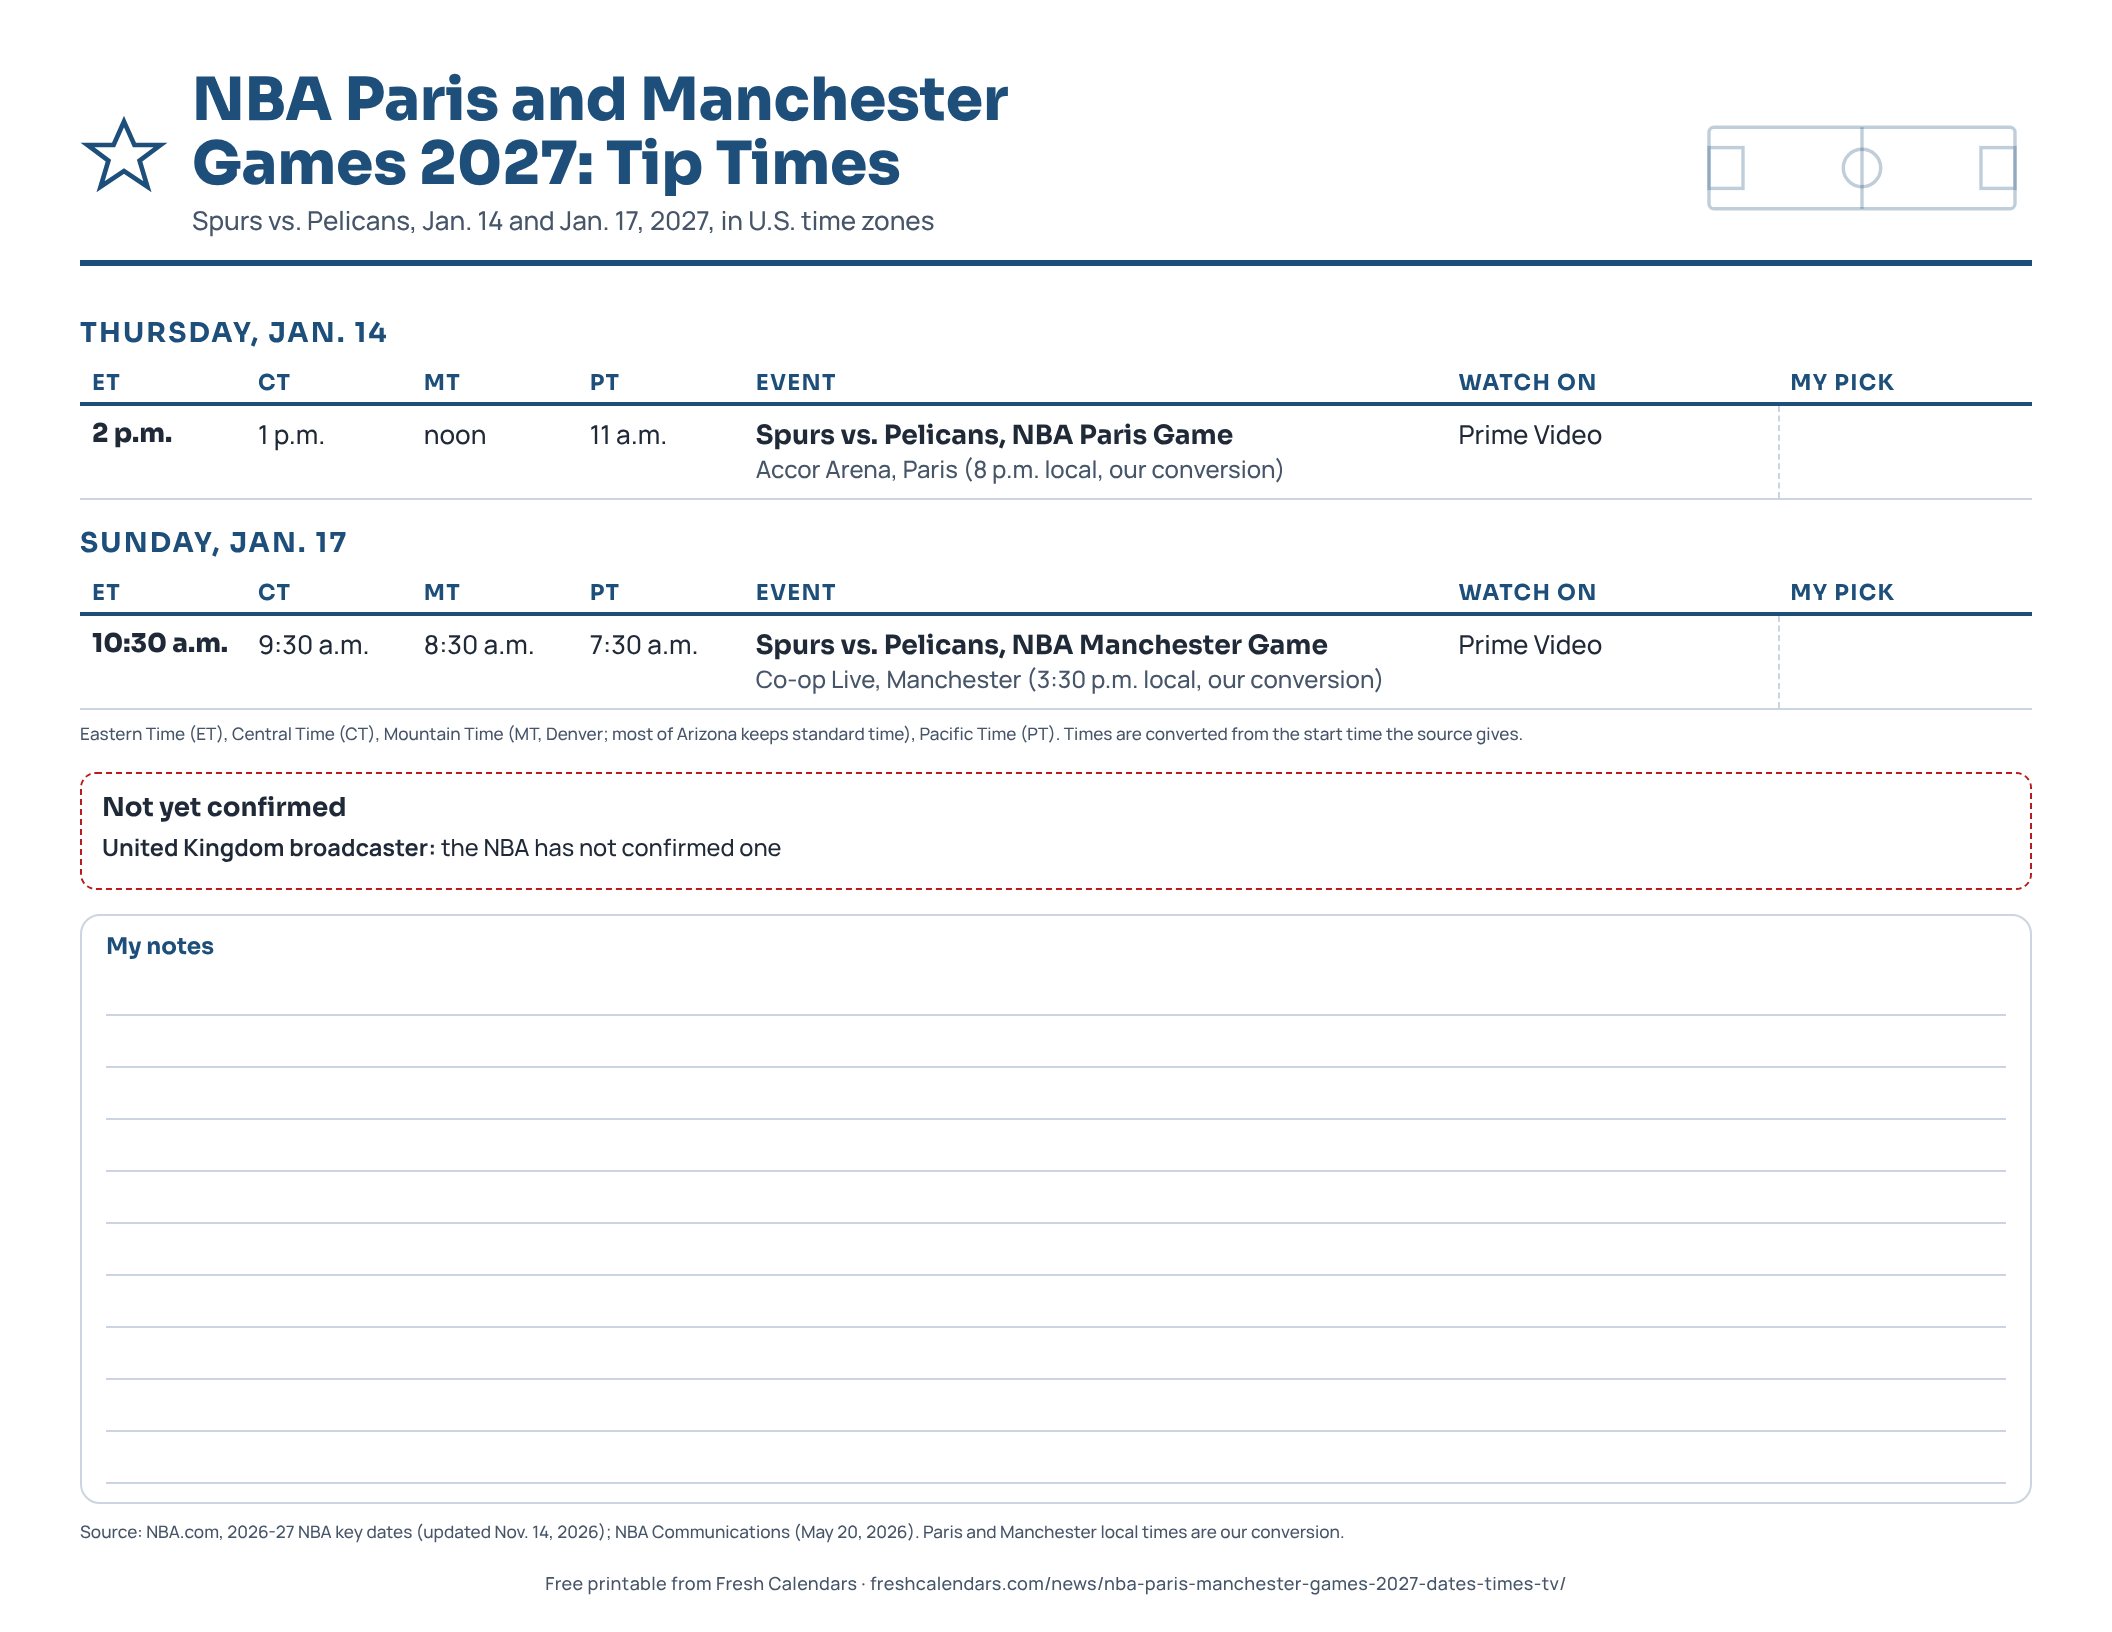 NBA Paris and Manchester
Games 2027: Tip Times
Spurs vs. Pelicans, Jan. 14 and Jan. 17, 2027, in U.S. time zones
THURSDAY, JAN. 14
ET CT MT PT EVENT WATCH ON MY PICK
2 p.m. 1 p.m. noon 11 a.m. Spurs vs. Pelicans, NBA Paris Game Prime Video
Accor Arena, Paris (8 p.m. local, our conversion)
SUNDAY, JAN. 17
ET CT MT PT EVENT WATCH ON MY PICK
10:30 a.m. 9:30 a.m. 8:30 a.m. 7:30 a.m. Spurs vs. Pelicans, NBA Manchester Game Prime Video
Co-op Live, Manchester (3:30 p.m. local, our conversion)
Eastern Time (ET), Central Time (CT), Mountain Time (MT, Denver; most of Arizona keeps standard time), Pacific Time (PT). Times are converted from the start time the source gives.
Not yet confirmed
United Kingdom broadcaster: the NBA has not confirmed one
My notes
Source: NBA.com, 2026-27 NBA key dates (updated Nov. 14, 2026); NBA Communications (May 20, 2026). Paris and Manchester local times are our conversion.
Free printable from Fresh Calendars · freshcalendars.com/news/nba-paris-manchester-games-2027-dates-times-tv/